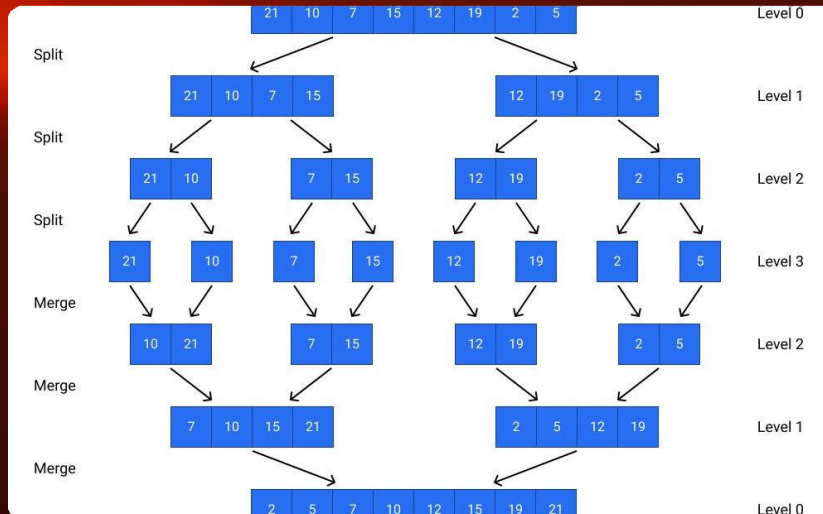 21 10 7 15 12 19 2 5 Level 0
Split
21 10 7 15 12 19 2 5 Level 1
Split
21 10 7 15 12 19 2 5 Level 2
Split
21 10 7 15 12 19 2 5 Level 3
Merge
10 21 7 15 12 19 2 5 Level 2
Merge
7 10 15 21 2 5 12 19 Level 1
Merge
2 5 7 10 12 15 19 21 Level 0